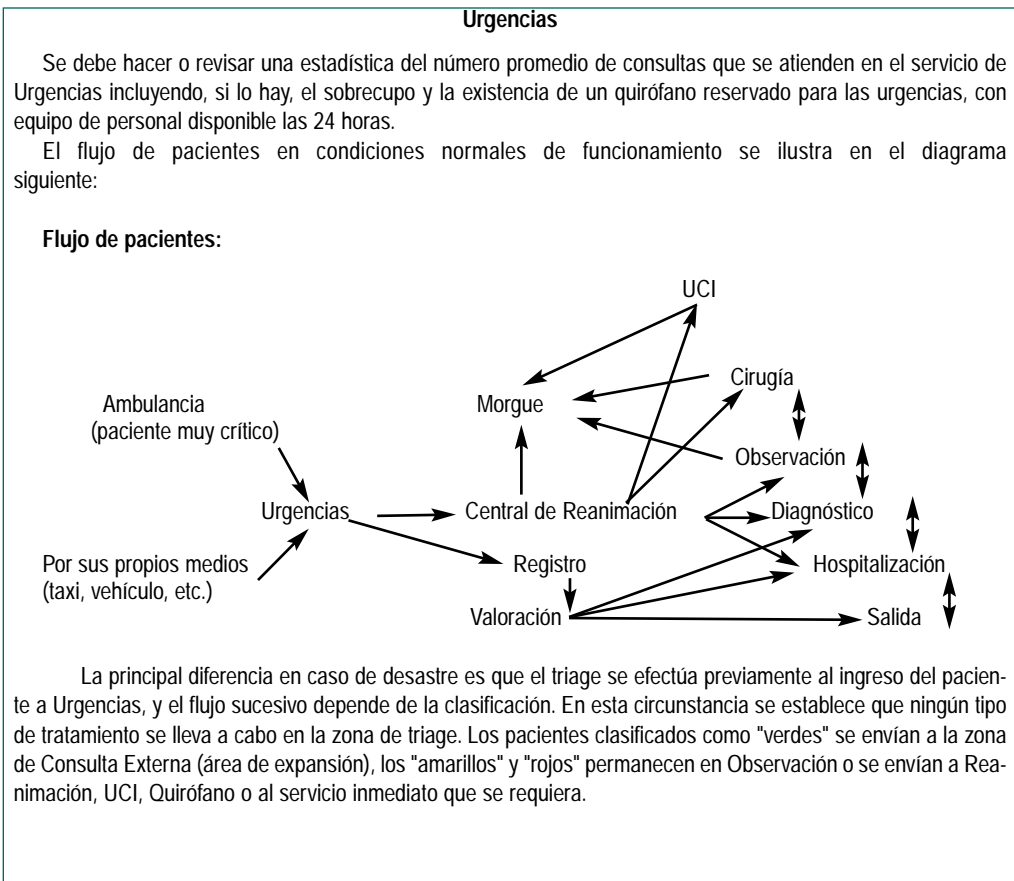 Urgencias
Se debe hacer o revisar una estadística del número promedio de consultas que se atienden en el servicio de
Urgencias incluyendo, si lo hay, el sobrecupo y la existencia de un quirófano reservado para las urgencias, con
equipo de personal disponible las 24 horas.
El flujo de pacientes en condiciones normales de funcionamiento se ilustra en el diagrama
siguiente:
Flujo de pacientes:
UCI
Cirugía
Morgue
Ambulancia
(paciente muy crítico)
Observación
Urgencias
Central de Reanimación
Diagnóstico
Por sus propios medios
(taxi, vehículo, etc.)
Registro
Hospitalización
Valoración
Salida
La principal diferencia en caso de desastre es que el triage se efectúa previamente al ingreso del pacien-
te a Urgencias, y el flujo sucesivo depende de la clasificación. En esta circunstancia se establece que ningún tipo
de tratamiento se lleva a cabo en la zona de triage. Los pacientes clasificados como "verdes" se envían a la zona
de Consulta Externa (área de expansión), los "amarillos" y "rojos" permanecen en Observación o se envían a Rea-
nimación, UCI, Quirófano o al servicio inmediato que se requiera.